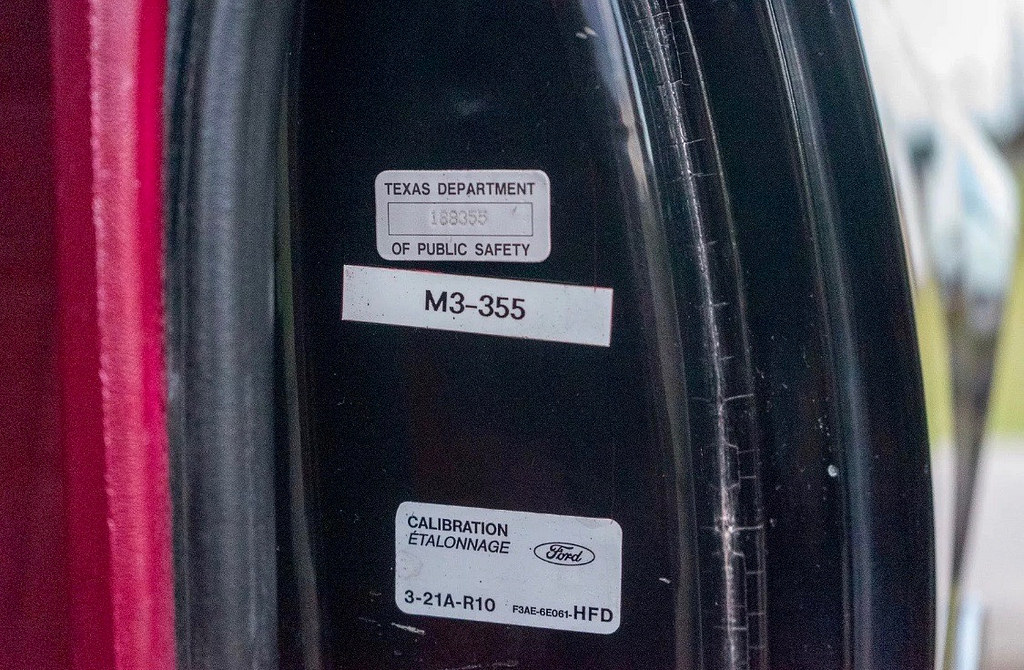 TEXAS DEPARTMENT
188355
OF PUBLIC SAFETY
M3-355
CALIBRATION
ÉTALONNAGE
Ford
3-21A-R10 F3AE-6E061-HFD